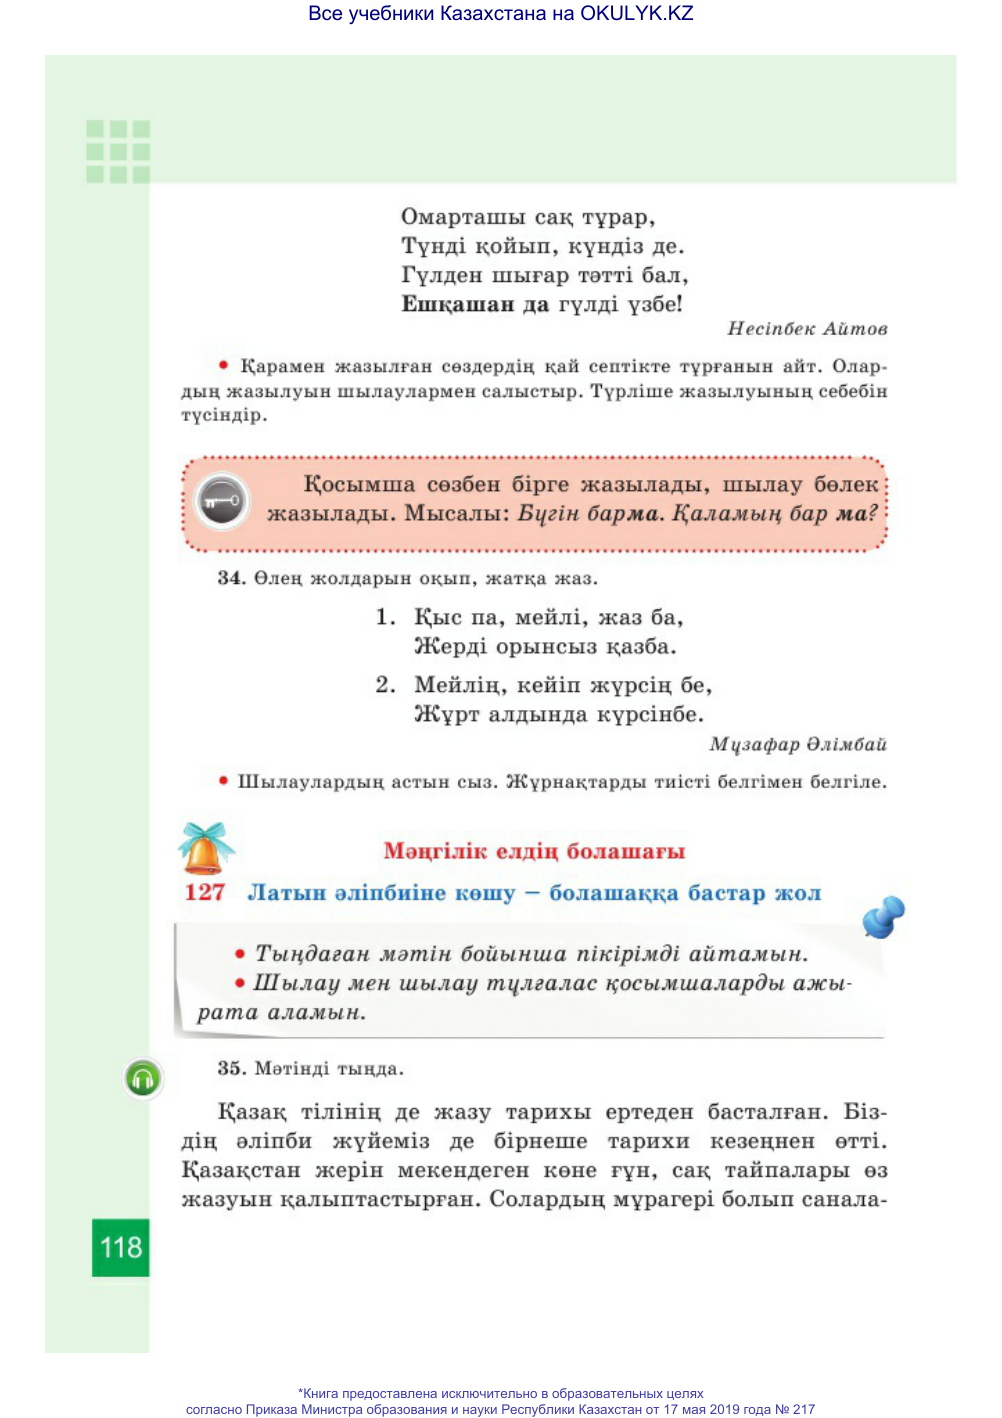 Все учебники Казахстана на OKULYK.KZ
Омарташы сақ тұрар,
Түнді қойып, күндіз де.
Гүлден шығар тәтті бал,
Ешқашан да гүлді үзбе!
Несіпбек Айтов
• Қарамен жазылған сөздердің қай септікте тұрғанын айт. Олар-
дың жазылуын шылаулармен салыстыр. Түрліше жазылуының себебін
түсіндір.
Қосымша сөзбен бірге жазылады, шылау бөлек
жазылады. Мысалы: Бүгін барма. Қаламың бар ма?
34. Өлең жолдарын оқып, жатқа жаз.
1. Қыс па, мейлі, жаз ба,
Жерді орынсыз қазба.
2. Мейлің, кейіп жүрсің бе,
Жұрт алдында күрсінбе.
Мұзафар Әлімбай
• Шылаулардың астын сыз. Жұрнақтарды тиісті белгімен белгіле.
Мәңгілік елдің болашағы
127 Латын әліпбиіне көшу – болашаққа бастар жол
• Тыңдаған мәтін бойынша пікірімді айтамын.
• Шылау мен шылау тұлғалас қосымшаларды ажы-
рата аламын.
35. Мәтінді тыңда.
Қазақ тілінің де жазу тарихы ертеден басталған. Біз-
дің әліпби жүйеміз де бірнеше тарихи кезеңнен өтті.
Қазақстан жерін мекендеген көне ғұн, сақ тайпалары өз
жазуын қалыптастырған. Солардың мұрагері болып санала-
118
*Книга предоставлена исключительно в образовательных целях
согласно Приказа Министра образования и науки Республики Казахстан от 17 мая 2019 года № 217